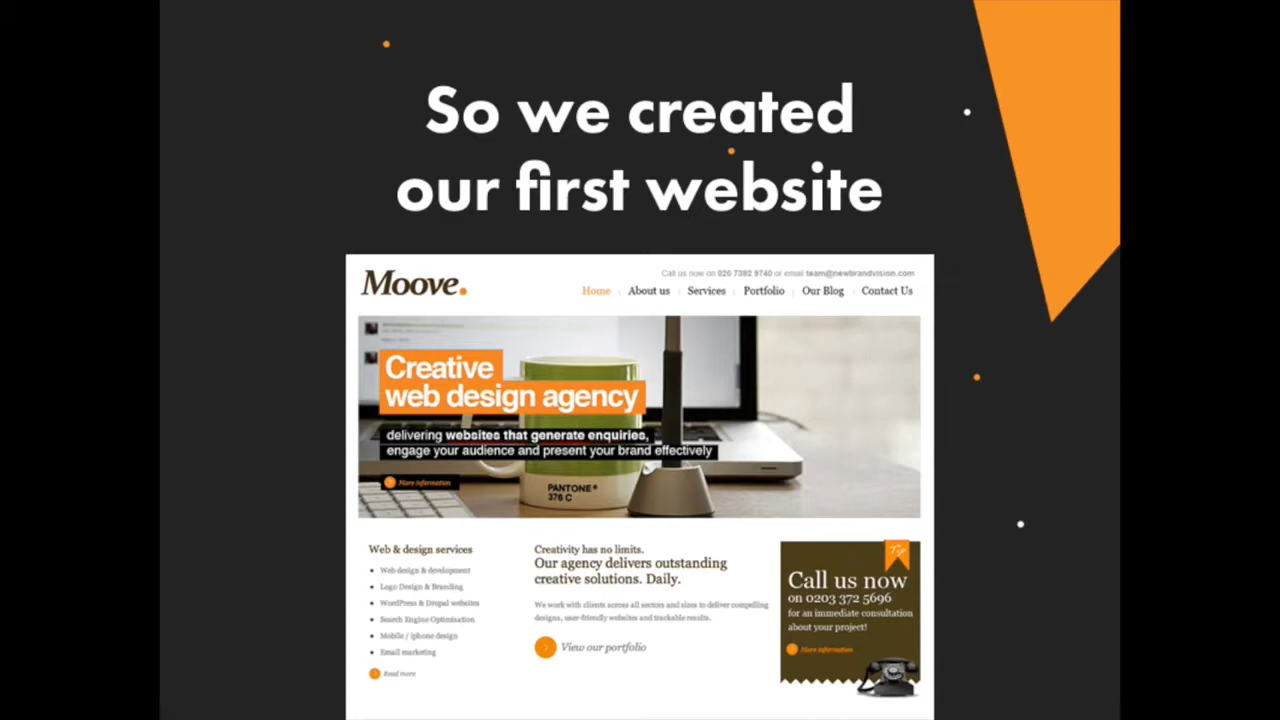 So we created
our first website
Moove.
Call us now on 020 7392 9740 or email team@newbrandvision.com
Home About us Services Portfolio Our Blog Contact Us
Creative
web design agency
delivering websites that generate enquiries,
engage your audience and present your brand effectively
More information
PANTONE®
376 C
Web & design services
Web design & development
Logo Design & Branding
WordPress & Drupal websites
Search Engine Optimisation
Mobile / iphone design
Email marketing
Read more
Creativity has no limits.
Our agency delivers outstanding
creative solutions. Daily.
We work with clients across all sectors and sizes to deliver compelling
designs, user-friendly websites and trackable results.
View our portfolio
Tip
Call us now
on 0203 372 5696
for an immediate consultation
about your project!
More information